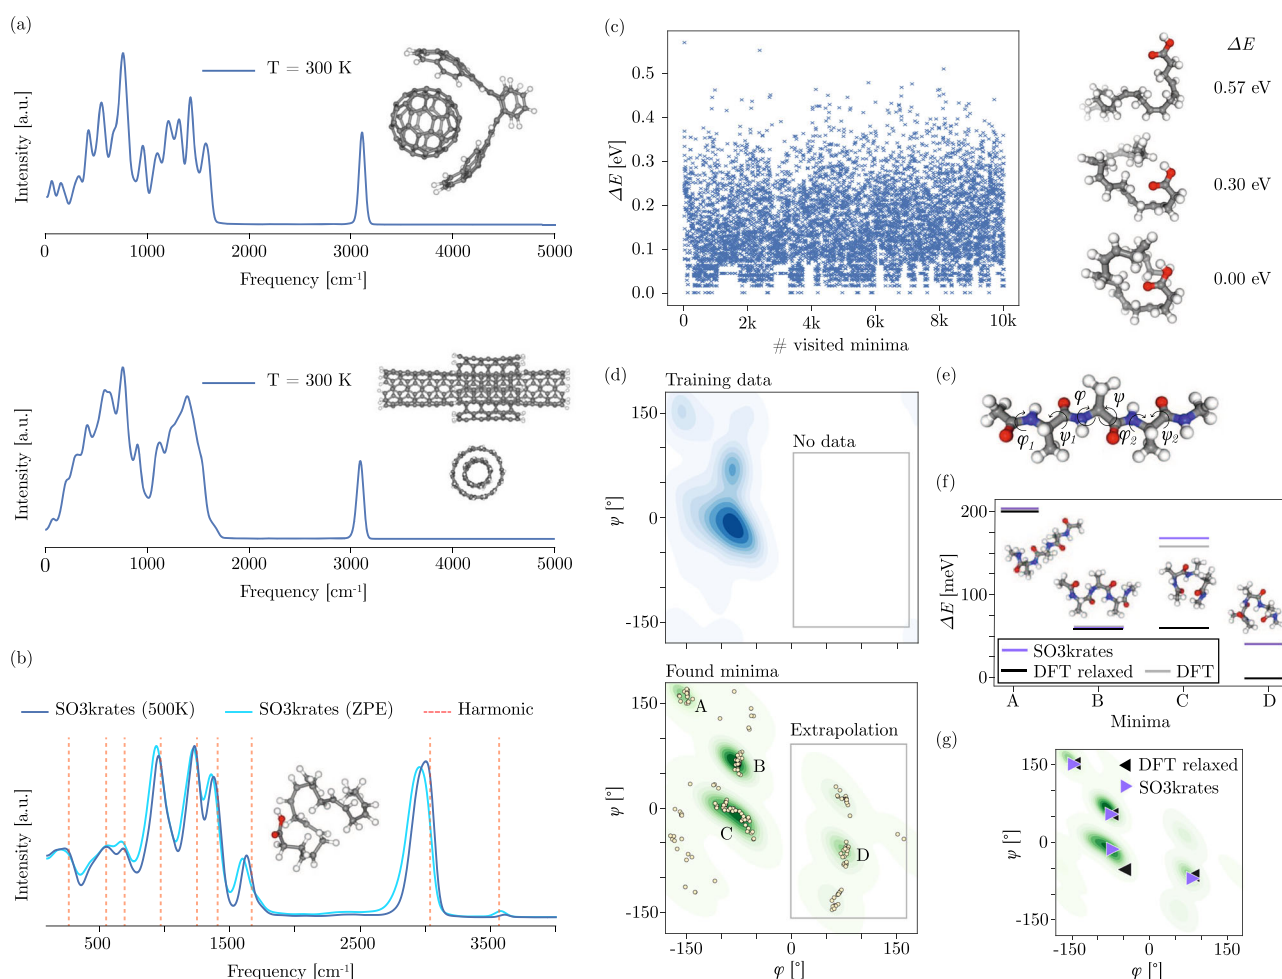 (a)
T = 300 K
Intensity [a.u.]
0 1000 2000 3000 4000 5000
Frequency [cm⁻¹]
T = 300 K
Intensity [a.u.]
0 1000 2000 3000 4000 5000
Frequency [cm⁻¹]
(b)
SO3krates (500K) SO3krates (ZPE) Harmonic
Intensity [a.u.]
500 1500 2500 3500
Frequency [cm⁻¹]
(c)
ΔE [eV]
0.5
0.4
0.3
0.2
0.1
0.0
0 2k 4k 6k 8k 10k
# visited minima
ΔE
0.57 eV
0.30 eV
0.00 eV
(d)
Training data
150
No data
ψ [°]
0
-150
Found minima
150
A
Extrapolation
B
ψ [°]
0
C
D
-150
-150 0 150
φ [°]
(e)
φ ψ
φ₁ ψ₁ φ₂ ψ₂
(f)
200
ΔE [meV]
100
0
SO3krates
DFT relaxed DFT
A B C D
Minima
(g)
150
DFT relaxed
SO3krates
ψ [°]
0
-150
-150 0 150
φ [°]